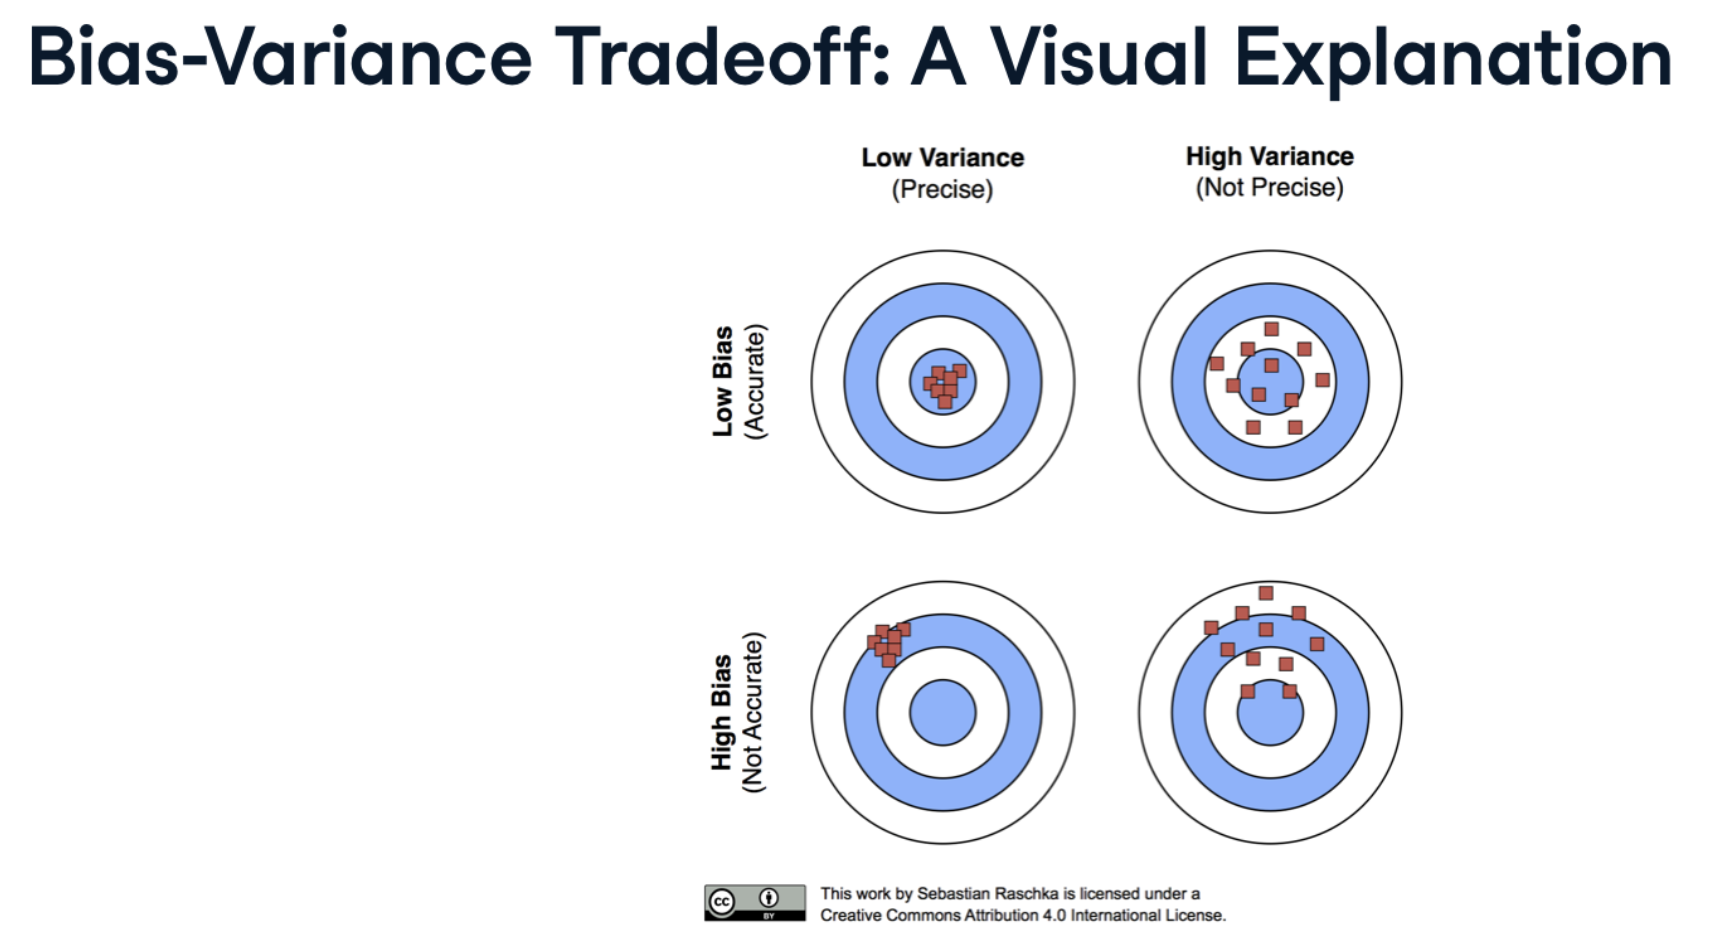 Bias-Variance Tradeoff: A Visual Explanation
Low Variance
(Precise)
High Variance
(Not Precise)
Low Bias
(Accurate)
High Bias
(Not Accurate)
cc
BY
This work by Sebastian Raschka is licensed under a
Creative Commons Attribution 4.0 International License.